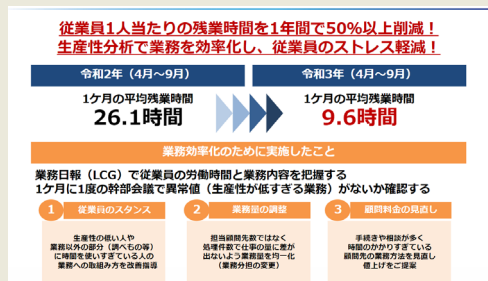 従業員1人当たりの残業時間を1年間で50%以上削減！
生産性分析で業務を効率化し、従業員のストレス軽減！
令和2年（4月～9月）
令和3年（4月～9月）
1ケ月の平均残業時間
26.1時間
1ケ月の平均残業時間
9.6時間
業務効率化のために実施したこと
業務日報（LCG）で従業員の労働時間と業務内容を把握する
1ケ月に1度の幹部会議で異常値（生産性が低すぎる業務）がないか確認する
1 従業員のスタンス
生産性の低い人や
業務以外の部分（調べもの等）
に時間を使いすぎている人の
業務への取組み方を改善指導
2 業務量の調整
担当顧問先数ではなく
処理件数で仕事の量に差が
出ないよう業務量を均一化
（業務分担の変更）
3 顧問料金の見直し
手続きや相談が多く
時間のかかりすぎている
顧問先の業務方法を見直し
値上げをご提案